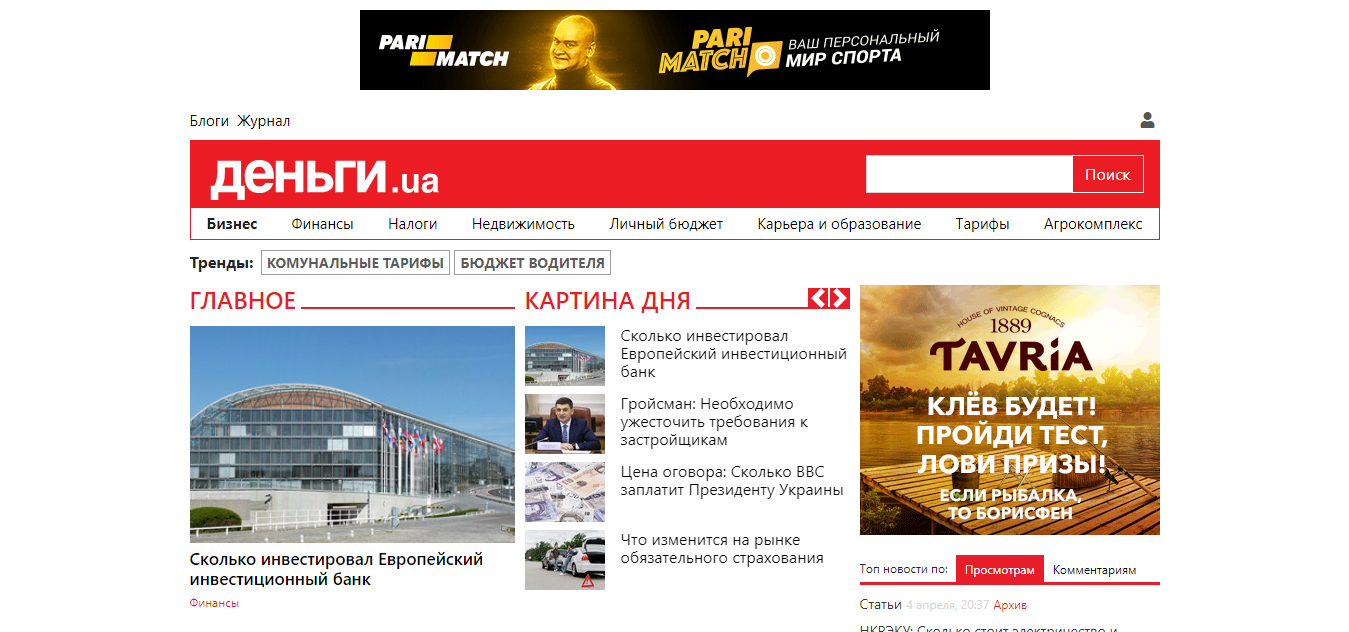 PARI MATCH
PARI MATCH
ВАШ ПЕРСОНАЛЬНЫЙ
МИР СПОРТА
Блоги Журнал
деньги.ua
Поиск
Бизнес Финансы Налоги Недвижимость Личный бюджет Карьера и образование Тарифы Агрокомплекс
Тренды: КОМУНАЛЬНЫЕ ТАРИФЫ БЮДЖЕТ ВОДИТЕЛЯ
ГЛАВНОЕ
Сколько инвестировал Европейский
инвестиционный банк
Финансы
КАРТИНА ДНЯ
Сколько инвестировал
Европейский инвестиционный
банк
Гройсман: Необходимо
ужесточить требования к
застройщикам
Цена оговора: Сколько BBC
заплатит Президенту Украины
Что изменится на рынке
обязательного страхования
HOUSE OF VINTAGE COGNACS
1889
TAVRIA
КЛЁВ БУДЕТ!
ПРОЙДИ ТЕСТ,
ЛОВИ ПРИЗЫ!
ЕСЛИ РЫБАЛКА,
ТО БОРИСФЕН
Топ новости по: Просмотрам Комментариям
Статьи 4 апреля, 20:37 Архив
НКРЭКУ: Сколько стоит электричество и